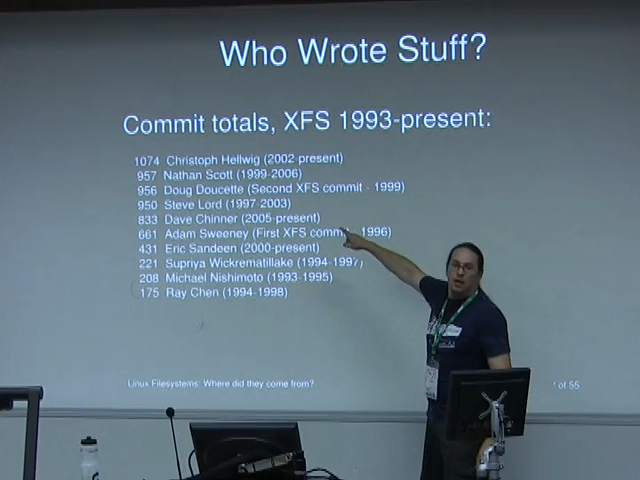 Who Wrote Stuff?
Commit totals, XFS 1993-present:
1074 Christoph Hellwig (2002-present)
957 Nathan Scott (1999-2006)
956 Doug Doucette (Second XFS commit - 1999)
950 Steve Lord (1997-2003)
833 Dave Chinner (2005-present)
661 Adam Sweeney (First XFS comm - 1996)
431 Eric Sandeen (2000-present)
221 Supriya Wickrematillake (1994-1997)
208 Michael Nishimoto (1993-1995)
175 Ray Chen (1994-1998)
Linux Filesystems: Where did they come from?
of 55